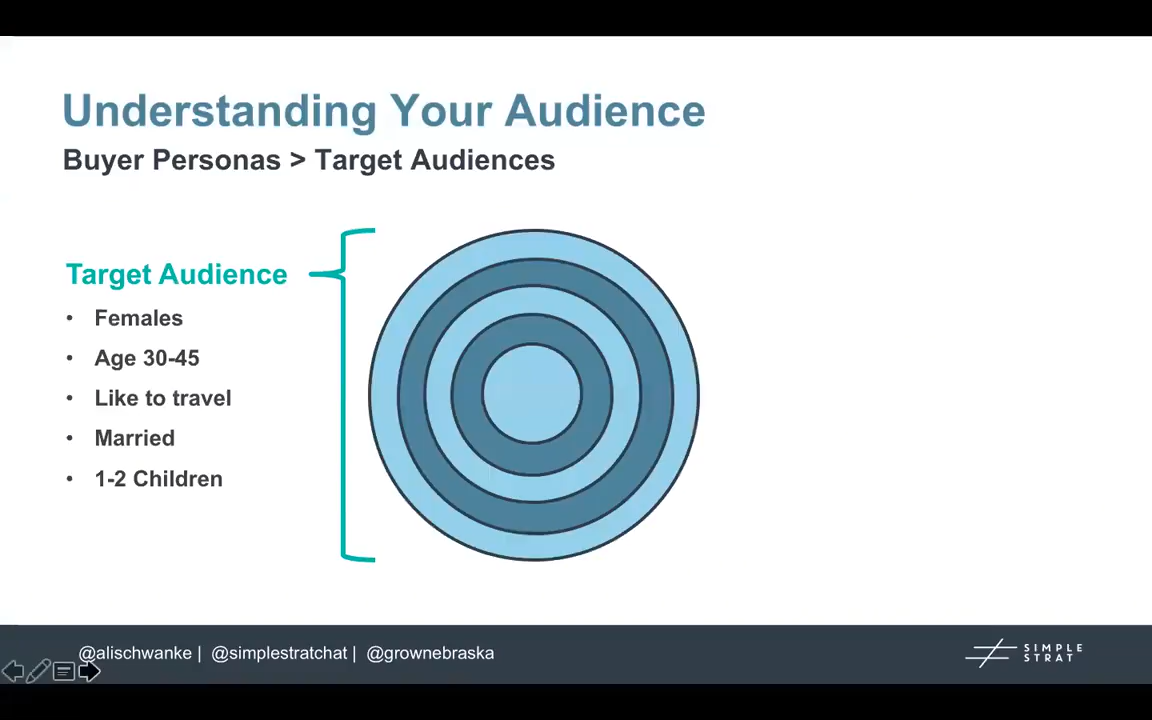 Understanding Your Audience
Buyer Personas > Target Audiences
Target Audience
• Females
• Age 30-45
• Like to travel
• Married
• 1-2 Children
@alischwanke | @simplestratchat | @grownebraska
SIMPLE
STRAT